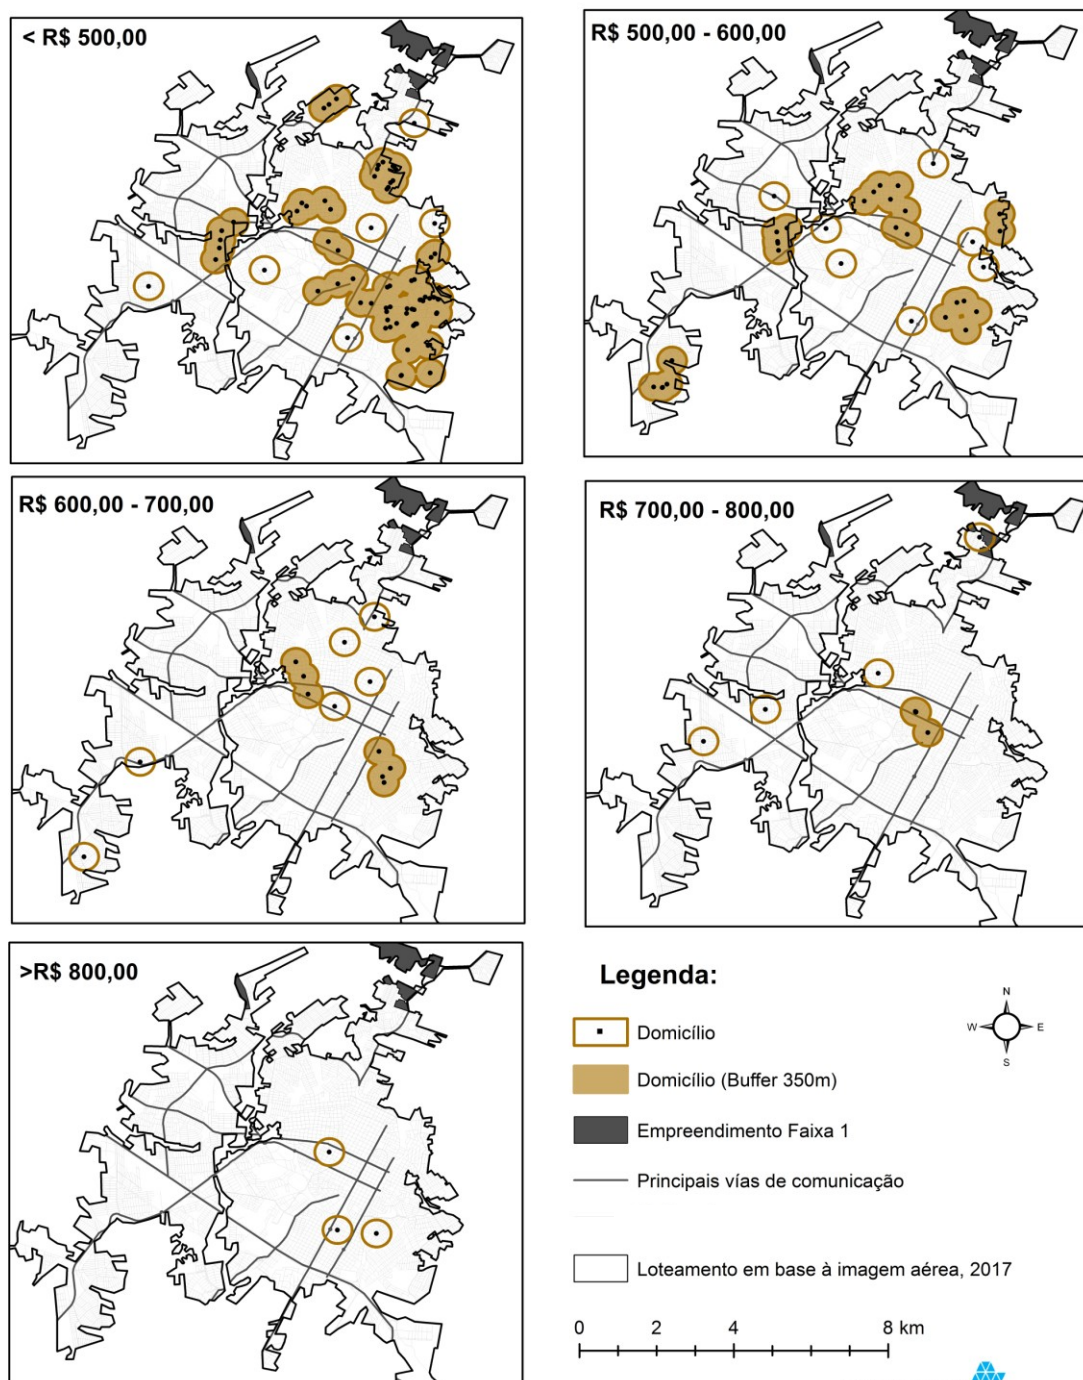 < R$ 500,00
R$ 500,00 - 600,00
R$ 600,00 - 700,00
R$ 700,00 - 800,00
>R$ 800,00
Legenda:
N
W
E
S
Domicílio
Domicílio (Buffer 350m)
Empreendimento Faixa 1
Principais vías de comunicação
Loteamento em base à imagem aérea, 2017
0 2 4 8 km